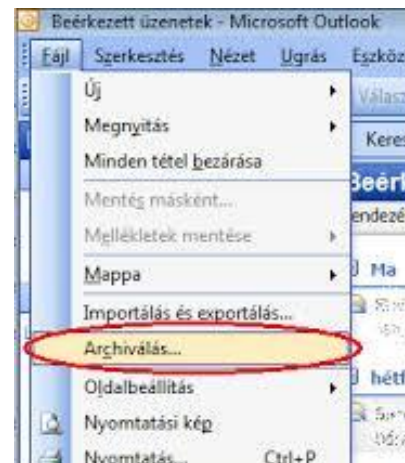 Beérkezett üzenetek - Microsoft Outlook
Fájl Szerkesztés Nézet Ugrás Eszköz
Új
Válasz
Megnyitás
Keres
Minden tétel bezárása
Beérk
Mentés másként...
endezé
Mellékletek mentése
Mappa
Ma
Importálás és exportálás...
Archiválás...
Oldalbeállítás
hétf
Nyomtatási kép
Nyomtatás... Ctrl+P